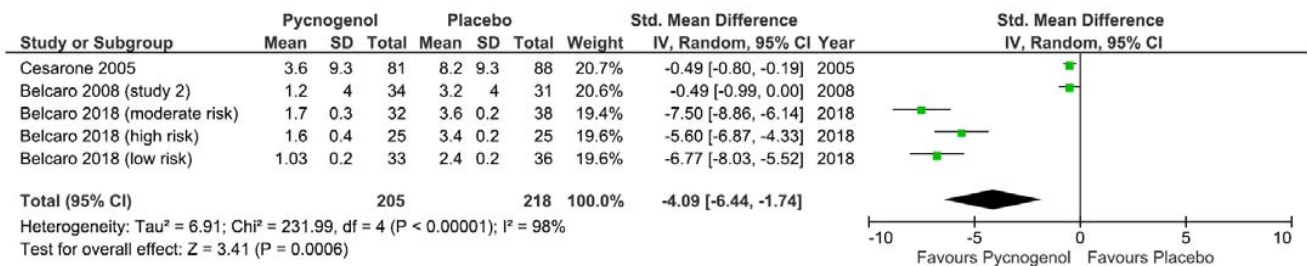 Pycnogenol Placebo Std. Mean Difference Std. Mean Difference
Study or Subgroup Mean SD Total Mean SD Total Weight IV, Random, 95% CI Year IV, Random, 95% CI
Cesarone 2005 3.6 9.3 81 8.2 9.3 88 20.7% -0.49 [-0.80, -0.19] 2005
Belcaro 2008 (study 2) 1.2 4 34 3.2 4 31 20.6% -0.49 [-0.99, 0.00] 2008
Belcaro 2018 (moderate risk) 1.7 0.3 32 3.6 0.2 38 19.4% -7.50 [-8.86, -6.14] 2018
Belcaro 2018 (high risk) 1.6 0.4 25 3.4 0.2 25 19.6% -5.60 [-6.87, -4.33] 2018
Belcaro 2018 (low risk) 1.03 0.2 33 2.4 0.2 36 19.6% -6.77 [-8.03, -5.52] 2018
Total (95% CI) 205 218 100.0% -4.09 [-6.44, -1.74]
Heterogeneity: Tau² = 6.91; Chi² = 231.99, df = 4 (P < 0.00001); I² = 98%
Test for overall effect: Z = 3.41 (P = 0.0006)
-10 -5 0 5 10
Favours Pycnogenol Favours Placebo